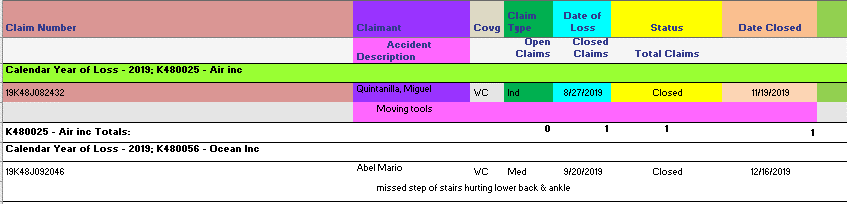 Claim Number Claimant Covg Claim Type Date of Loss Status Date Closed
Accident Description Open Claims Closed Claims Total Claims
Calendar Year of Loss - 2019; K480025 - Air inc
19K48J082432 Quintanilla, Miguel WC Ind 8/27/2019 Closed 11/19/2019
Moving tools
K480025 - Air inc Totals: 0 1 1 1
Calendar Year of Loss - 2019; K480056 - Ocean Inc
19K48J092046 Abel Mario WC Med 9/20/2019 Closed 12/16/2019
missed step of stairs hurting lower back & ankle